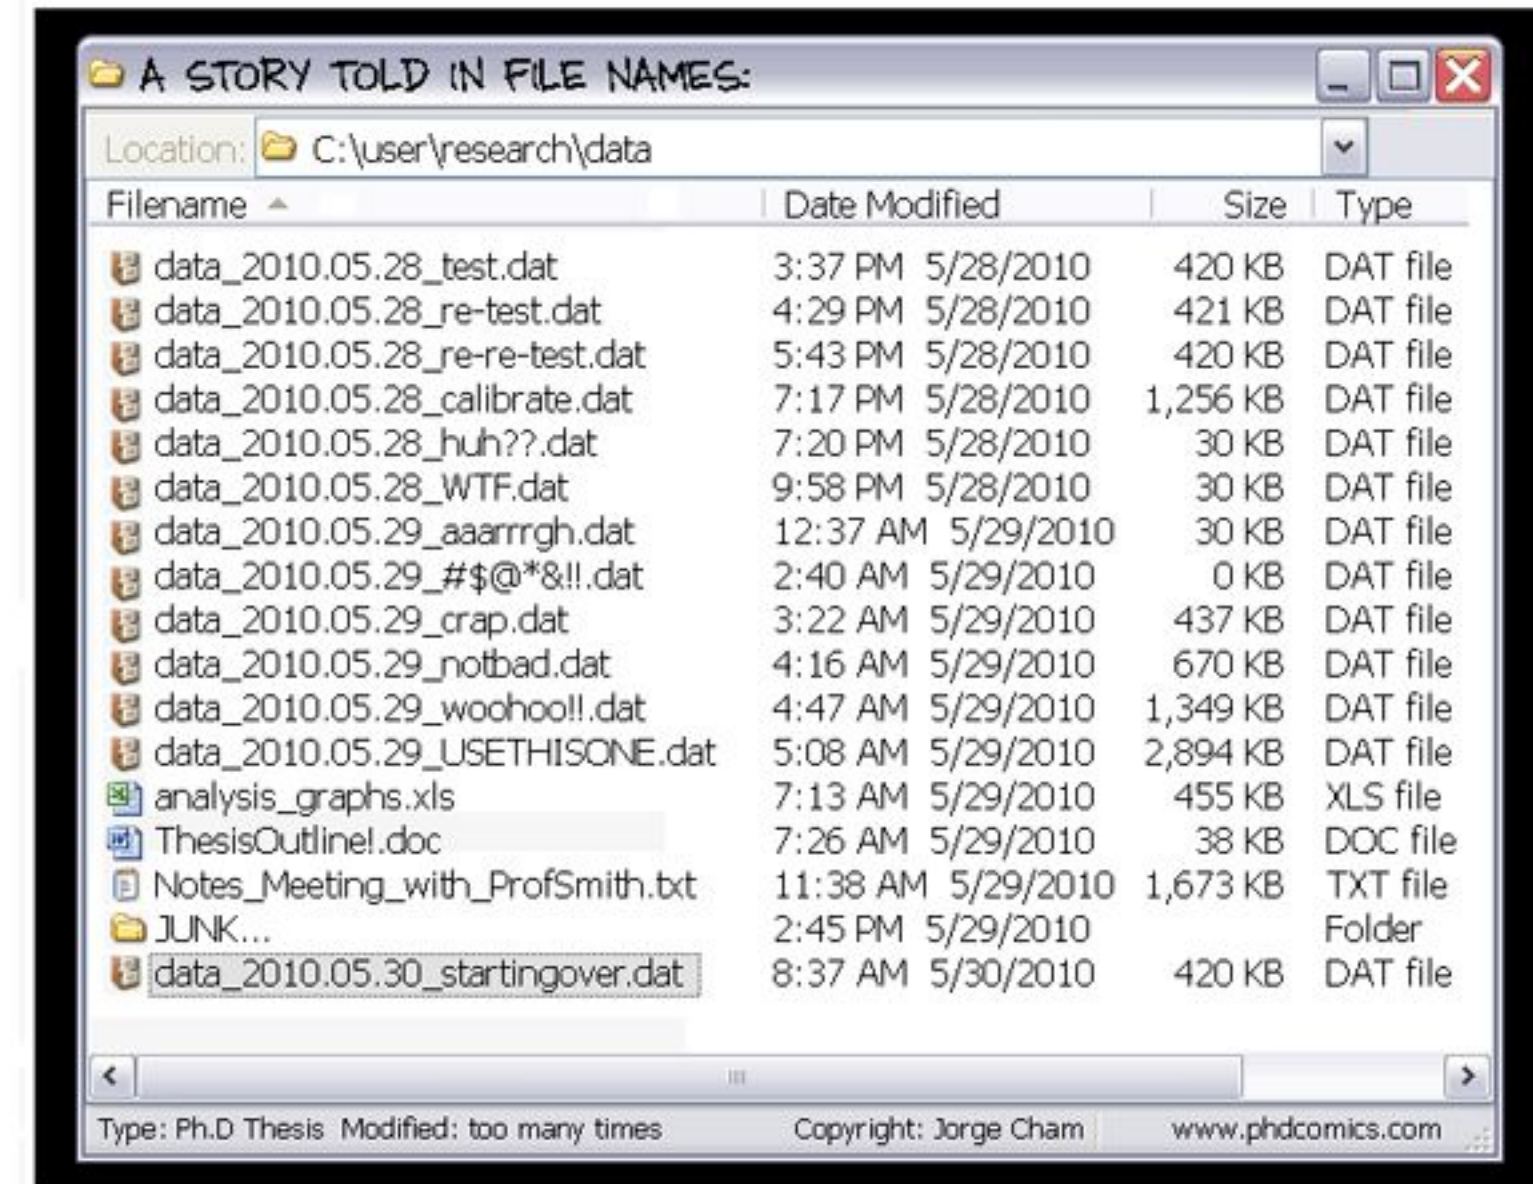 A STORY TOLD IN FILE NAMES:
Location: C:\user\research\data
Filename Date Modified Size Type
data_2010.05.28_test.dat 3:37 PM 5/28/2010 420 KB DAT file
data_2010.05.28_re-test.dat 4:29 PM 5/28/2010 421 KB DAT file
data_2010.05.28_re-re-test.dat 5:43 PM 5/28/2010 420 KB DAT file
data_2010.05.28_calibrate.dat 7:17 PM 5/28/2010 1,256 KB DAT file
data_2010.05.28_huh??.dat 7:20 PM 5/28/2010 30 KB DAT file
data_2010.05.28_WTF.dat 9:58 PM 5/28/2010 30 KB DAT file
data_2010.05.29_aaarrrgh.dat 12:37 AM 5/29/2010 30 KB DAT file
data_2010.05.29_#$@*&!!.dat 2:40 AM 5/29/2010 0 KB DAT file
data_2010.05.29_crap.dat 3:22 AM 5/29/2010 437 KB DAT file
data_2010.05.29_notbad.dat 4:16 AM 5/29/2010 670 KB DAT file
data_2010.05.29_woohoo!!.dat 4:47 AM 5/29/2010 1,349 KB DAT file
data_2010.05.29_USETHISONE.dat 5:08 AM 5/29/2010 2,894 KB DAT file
analysis_graphs.xls 7:13 AM 5/29/2010 455 KB XLS file
ThesisOutline!.doc 7:26 AM 5/29/2010 38 KB DOC file
Notes_Meeting_with_ProfSmith.txt 11:38 AM 5/29/2010 1,673 KB TXT file
JUNK... 2:45 PM 5/29/2010 Folder
data_2010.05.30_startingover.dat 8:37 AM 5/30/2010 420 KB DAT file
Type: Ph.D Thesis Modified: too many times Copyright: Jorge Cham www.phdcomics.com